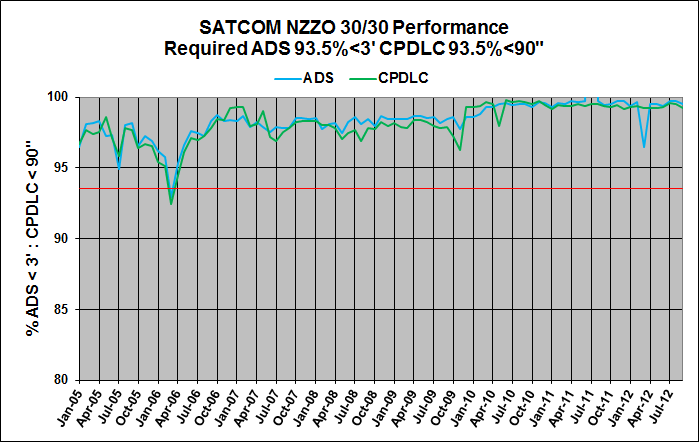 SATCOM NZZO 30/30 Performance
Required ADS 93.5%<3' CPDLC 93.5%<90"
ADS
CPDLC
% ADS < 3' : CPDLC < 90"
100
95
90
85
80
Jan-05
Apr-05
Jul-05
Oct-05
Jan-06
Apr-06
Jul-06
Oct-06
Jan-07
Apr-07
Jul-07
Oct-07
Jan-08
Apr-08
Jul-08
Oct-08
Jan-09
Apr-09
Jul-09
Oct-09
Jan-10
Apr-10
Jul-10
Oct-10
Jan-11
Apr-11
Jul-11
Oct-11
Jan-12
Apr-12
Jul-12